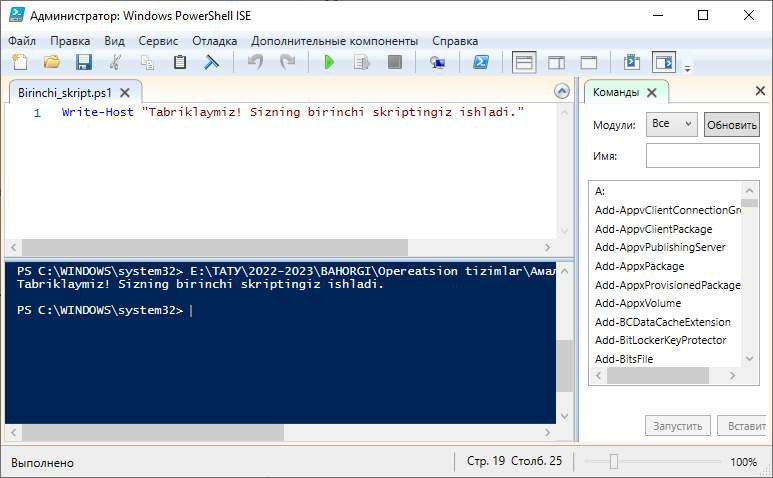 Администратор: Windows PowerShell ISE
Файл Правка Вид Сервис Отладка Дополнительные компоненты Справка
Birinchi_skript.ps1
1 Write-Host "Tabriklaymiz! Sizning birinchi skriptingiz ishladi."
PS C:\WINDOWS\system32> E:\ТАТУ\2022-2023\BAHORGI\Opereatsion tizimlar\Амал
Tabriklaymiz! Sizning birinchi skriptingiz ishladi.
PS C:\WINDOWS\system32>
Команды
Модули: Все Обновить
Имя:
A:
Add-AppvClientConnectionGr
Add-AppvClientPackage
Add-AppvPublishingServer
Add-AppxPackage
Add-AppxProvisionedPackage
Add-AppxVolume
Add-BCDataCacheExtension
Add-BitLockerKeyProtector
Add-BitsFile
Запустить Вставит
Выполнено Стр. 19 Столб. 25 100%